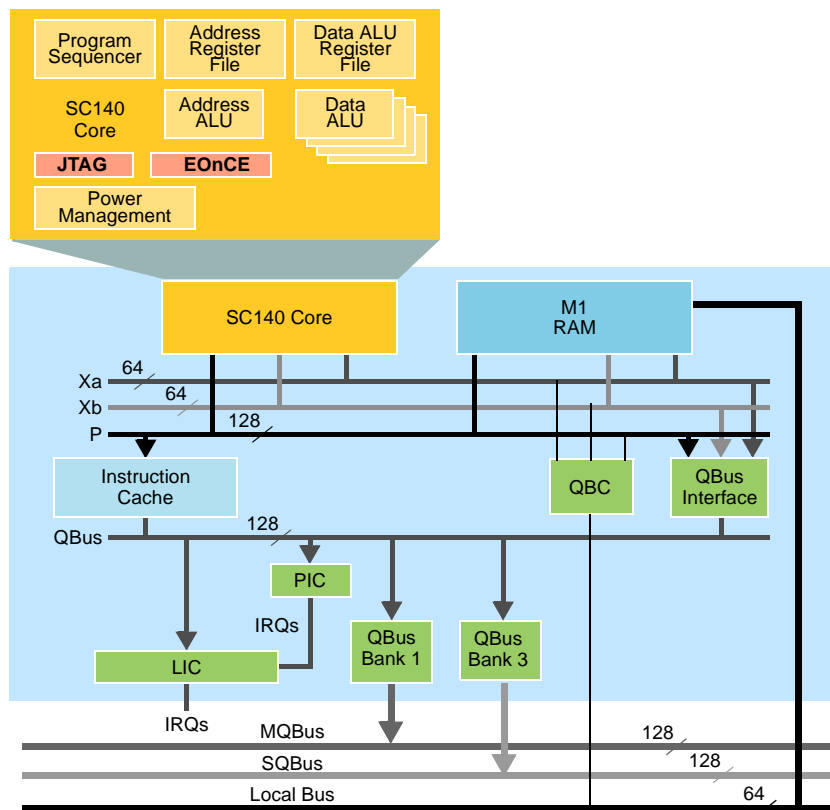 Program
Sequencer
Address
Register
File
Data ALU
Register
File
SC140
Core
Address
ALU
Data
ALU
JTAG
EOnCE
Power
Management
SC140 Core
M1
RAM
Xa
64
Xb
64
P
128
Instruction
Cache
QBC
QBus
Interface
QBus
128
PIC
IRQs
QBus
Bank 1
QBus
Bank 3
LIC
IRQs
MQBus
128
SQBus
128
Local Bus
64